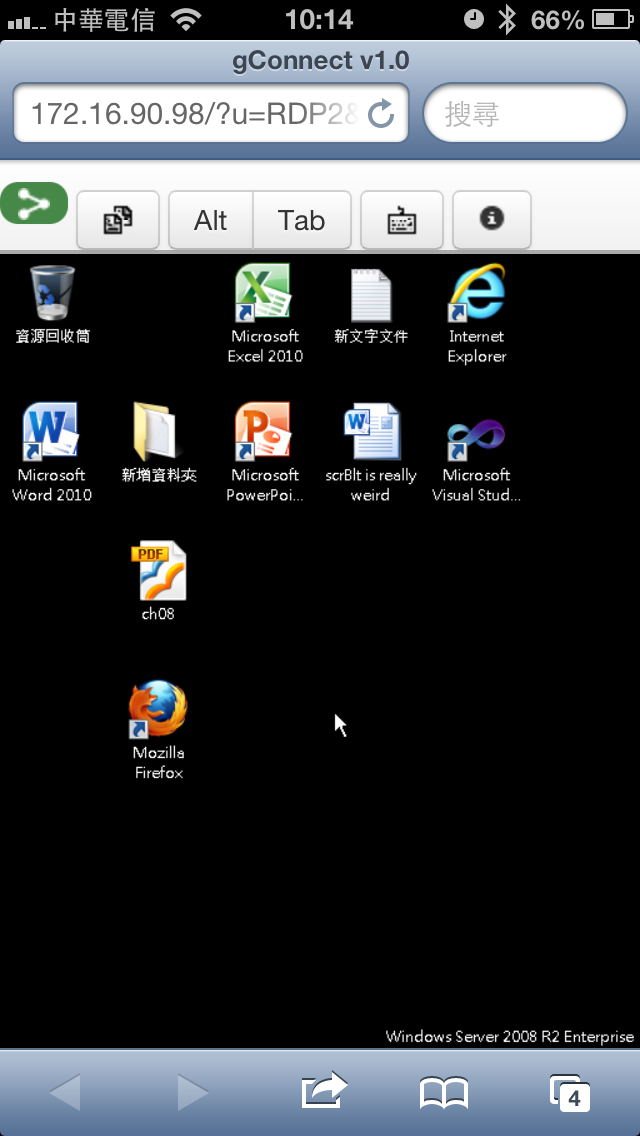 中華電信
10:14
66%
gConnect v1.0
172.16.90.98/?u=RDP2&
搜尋
Alt
Tab
資源回收筒
Microsoft
Excel 2010
新文字文件
Internet
Explorer
Microsoft
Word 2010
新增資料夾
Microsoft
PowerPoi...
scrBlt is really
weird
Microsoft
Visual Stud...
PDF
ch08
Mozilla
Firefox
Windows Server 2008 R2 Enterprise
4